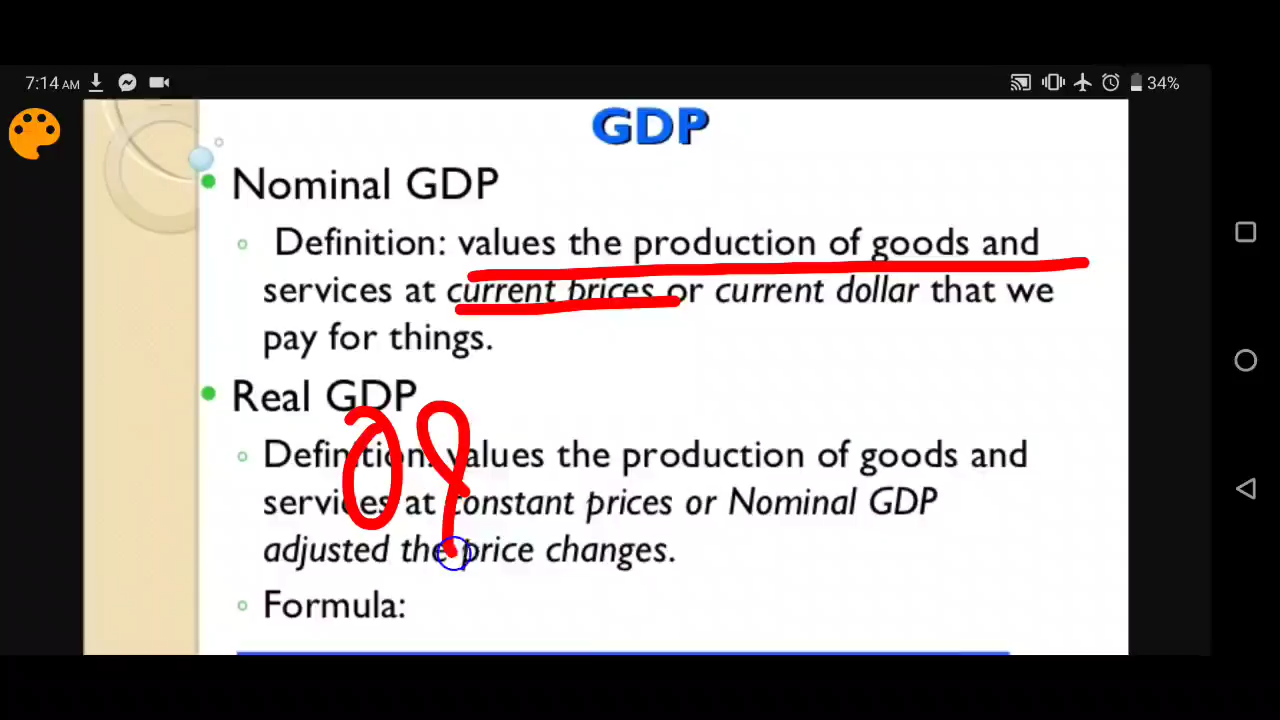 7:14 AM 34%
GDP
Nominal GDP
Definition: values the production of goods and
services at current prices or current dollar that we
pay for things.
Real GDP
Definition: values the production of goods and
services at constant prices or Nominal GDP
adjusted the price changes.
Formula: